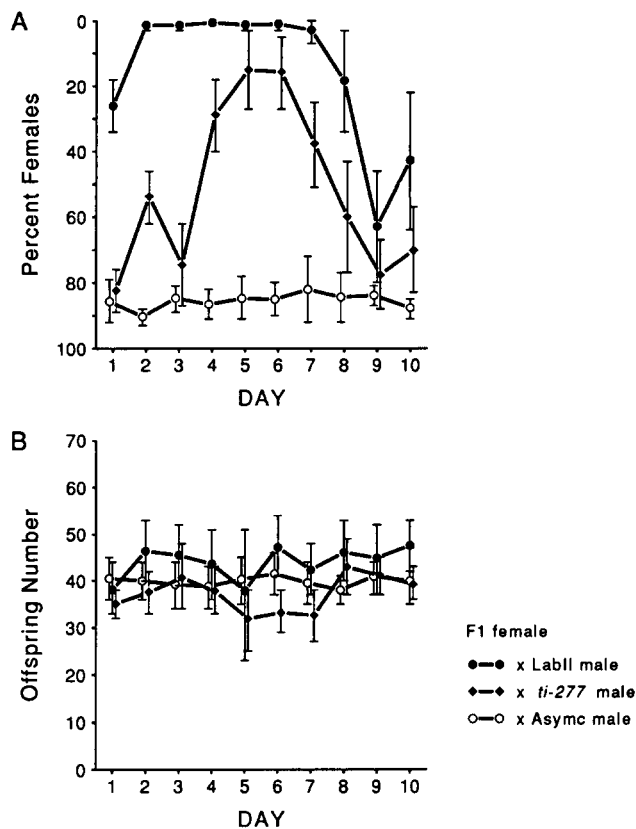 A
Percent Females
0
20
40
60
80
100
1 2 3 4 5 6 7 8 9 10
DAY
B
Offspring Number
70
60
50
40
30
20
10
0
1 2 3 4 5 6 7 8 9 10
DAY
F1 female
x LabII male
x ti-277 male
x Asymc male